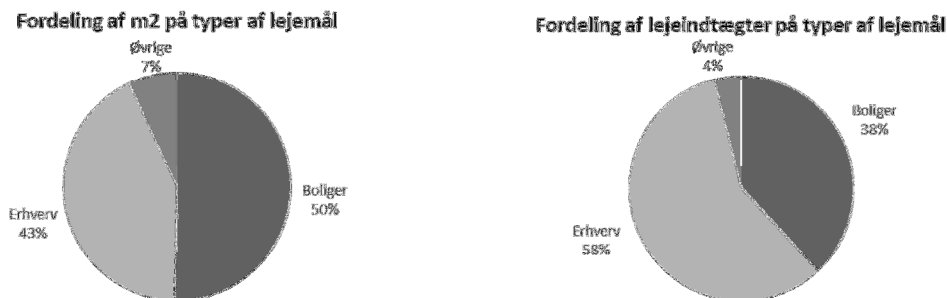 Fordeling af m2 på typer af lejemål
Øvrige
7%
Boliger
50%
Erhverv
43%
Fordeling af lejeindtægter på typer af lejemål
Øvrige
4%
Boliger
38%
Erhverv
58%